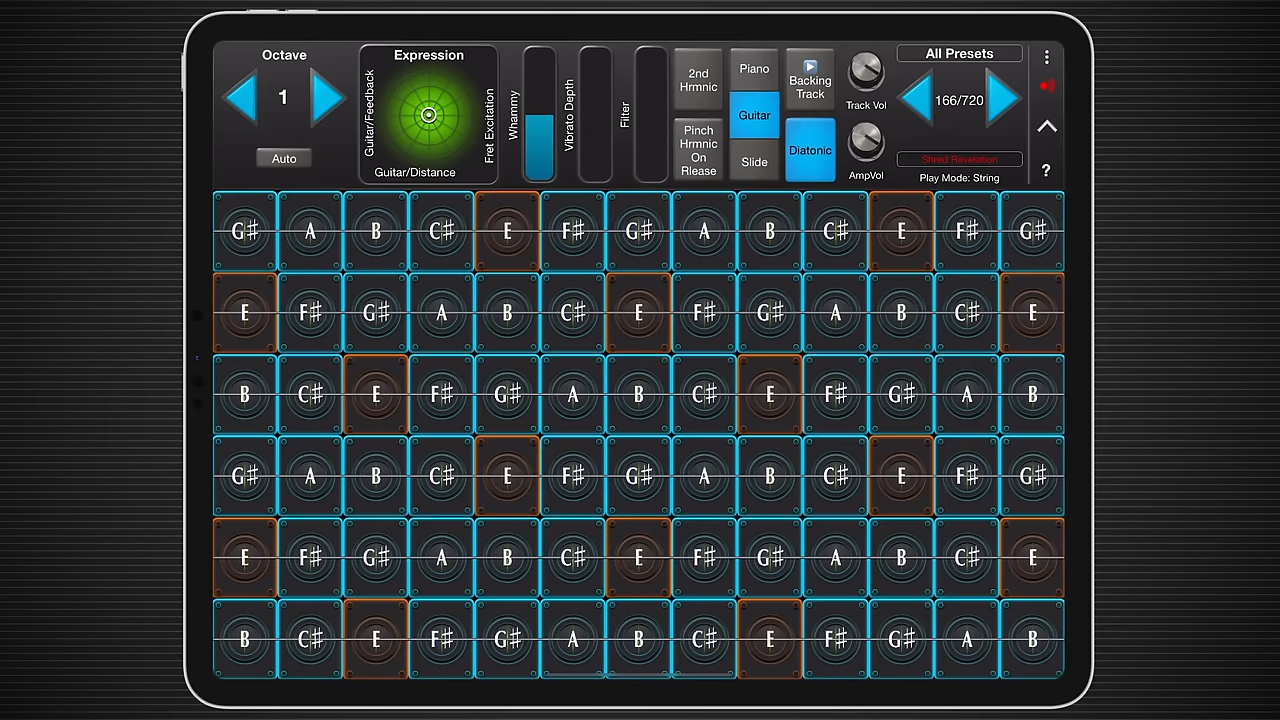 Octave
1
Auto
Expression
Guitar/Feedback
Fret Excitation
Guitar/Distance
Whammy
Vibrato Depth
Filter
2nd
Hrmnic
Pinch
Hrmnic
On
Rlease
Piano
Guitar
Slide
Backing
Track
Diatonic
Track Vol
AmpVol
All Presets
166/720
Shred Revelation
Play Mode: String
?
G♯ A B C♯ E F♯ G♯ A B C♯ E F♯ G♯
E F♯ G♯ A B C♯ E F♯ G♯ A B C♯ E
B C♯ E F♯ G♯ A B C♯ E F♯ G♯ A B
G♯ A B C♯ E F♯ G♯ A B C♯ E F♯ G♯
E F♯ G♯ A B C♯ E F♯ G♯ A B C♯ E
B C♯ E F♯ G♯ A B C♯ E F♯ G♯ A B